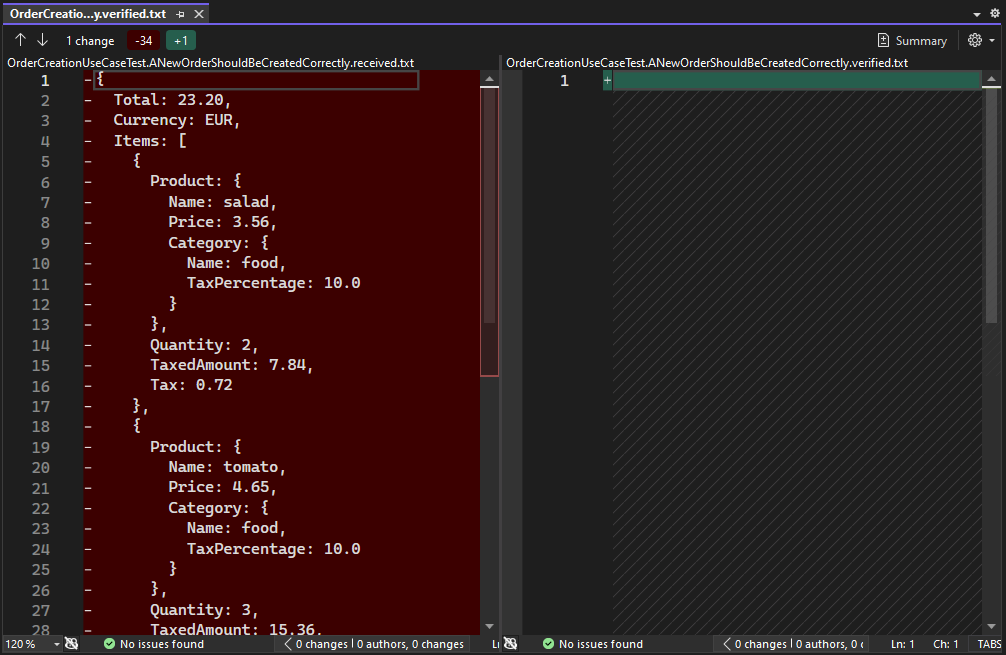 OrderCreatio...y.verified.txt
1 change -34 +1 Summary
OrderCreationUseCaseTest.ANewOrderShouldBeCreatedCorrectly.received.txt
1 - {
2 - Total: 23.20,
3 - Currency: EUR,
4 - Items: [
5 - {
6 - Product: {
7 - Name: salad,
8 - Price: 3.56,
9 - Category: {
10 - Name: food,
11 - TaxPercentage: 10.0
12 - }
13 - },
14 - Quantity: 2,
15 - TaxedAmount: 7.84,
16 - Tax: 0.72
17 - },
18 - {
19 - Product: {
20 - Name: tomato,
21 - Price: 4.65,
22 - Category: {
23 - Name: food,
24 - TaxPercentage: 10.0
25 - }
26 - },
27 - Quantity: 3,
28 - TaxedAmount: 15.36,
120 % No issues found 0 changes | 0 authors, 0 changes Ln
OrderCreationUseCaseTest.ANewOrderShouldBeCreatedCorrectly.verified.txt
1 +
No issues found 0 changes | 0 authors, 0 c Ln: 1 Ch: 1 TABS